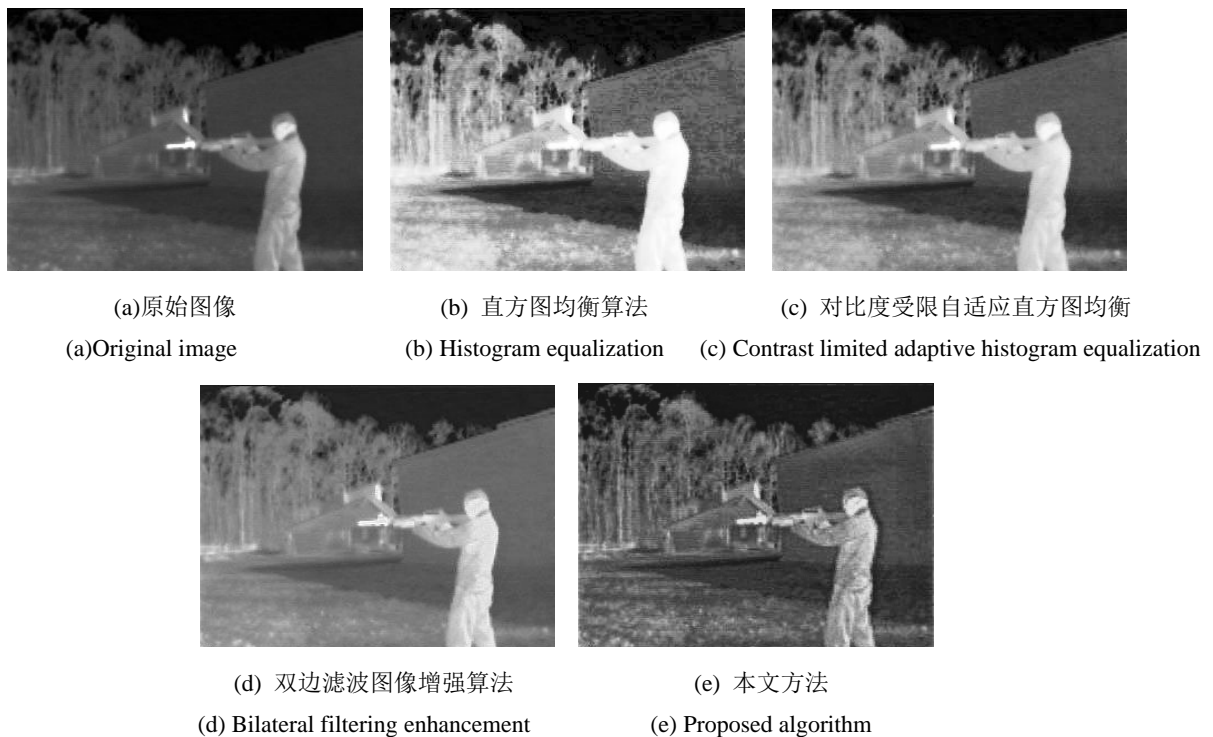 (a)原始图像
(b) 直方图均衡算法
(c) 对比度受限自适应直方图均衡
(a)Original image
(b) Histogram equalization
(c) Contrast limited adaptive histogram equalization
(d) 双边滤波图像增强算法
(e) 本文方法
(d) Bilateral filtering enhancement
(e) Proposed algorithm